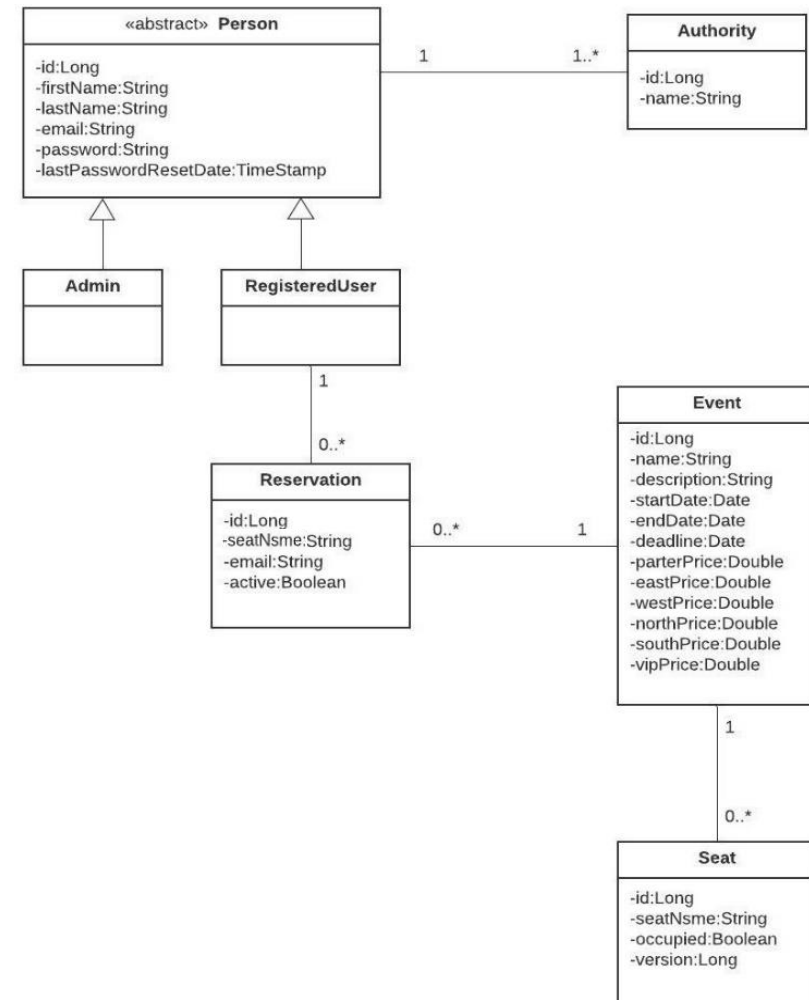 «abstract» Person
-id:Long
-firstName:String
-lastName:String
-email:String
-password:String
-lastPasswordResetDate:TimeStamp
1
1..*
Authority
-id:Long
-name:String
Admin
RegisteredUser
1
0..*
Reservation
-id:Long
-seatNsme:String
-email:String
-active:Boolean
0..*
1
Event
-id:Long
-name:String
-description:String
-startDate:Date
-endDate:Date
-deadline:Date
-parterPrice:Double
-eastPrice:Double
-westPrice:Double
-northPrice:Double
-southPrice:Double
-vipPrice:Double
1
0..*
Seat
-id:Long
-seatNsme:String
-occupied:Boolean
-version:Long